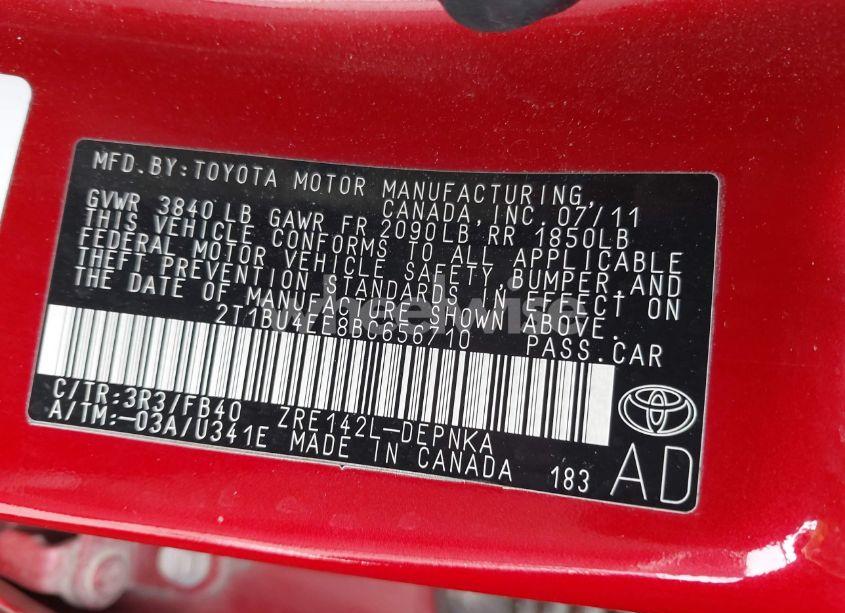 MFD.BY:TOYOTA MOTOR MANUFACTURING,
CANADA,INC. 07/11
GVWR 3840 LB GAWR FR 2090LB,RR 1850LB
THIS VEHICLE CONFORMS TO ALL APPLICABLE
FEDERAL MOTOR VEHICLE SAFETY,BUMPER,AND
THEFT PREVENTION STANDARDS IN EFFECT ON
THE DATE OF MANUFACTURE SHOWN ABOVE.
2T1BU4EE8BC656710 PASS.CAR
C/TR:3R3/FB40 ZRE142L-DEPNKA
A/TM:-03A/U341E MADE IN CANADA 183
AD